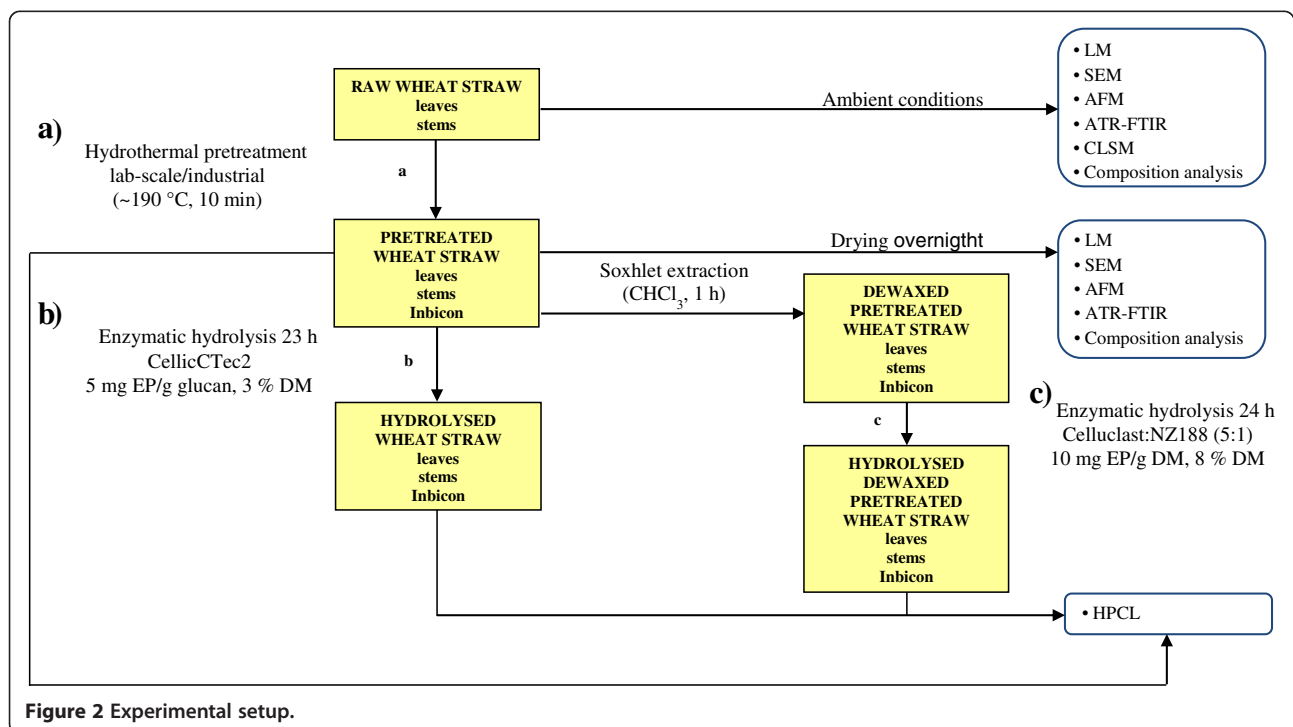 RAW WHEAT STRAW
leaves
stems
Ambient conditions
• LM
• SEM
• AFM
• ATR-FTIR
• CLSM
• Composition analysis
a)
Hydrothermal pretreatment
lab-scale/industrial
(~190 °C, 10 min)
a
PRETREATED
WHEAT STRAW
leaves
stems
Inbicon
Drying overnigtht
• LM
• SEM
• AFM
• ATR-FTIR
• Composition analysis
Soxhlet extraction
(CHCl₃, 1 h)
DEWAXED
PRETREATED
WHEAT STRAW
leaves
stems
Inbicon
b)
Enzymatic hydrolysis 23 h
CellicCTec2
5 mg EP/g glucan, 3 % DM
b
HYDROLYSED
WHEAT STRAW
leaves
stems
Inbicon
c)
Enzymatic hydrolysis 24 h
Celluclast:NZ188 (5:1)
10 mg EP/g DM, 8 % DM
c
HYDROLYSED
DEWAXED
PRETREATED
WHEAT STRAW
leaves
stems
Inbicon
• HPCL
Figure 2 Experimental setup.